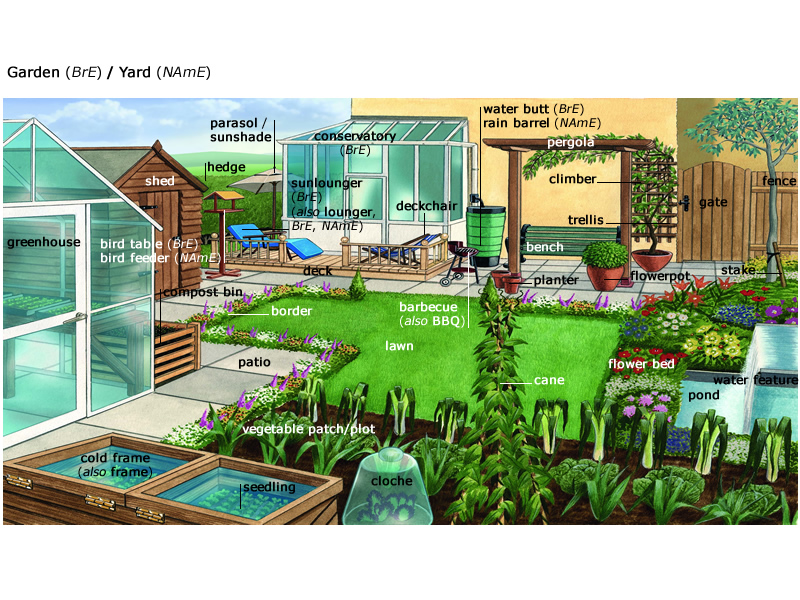 Garden (BrE) / Yard (NAmE)
parasol /
sunshade
conservatory
(BrE)
water butt (BrE)
rain barrel (NAmE)
pergola
shed
hedge
sunlounger
(BrE)
(also lounger,
BrE, NAmE)
deckchair
climber
trellis
gate
fence
greenhouse
bird table (BrE)
bird feeder (NAmE)
deck
bench
planter
flowerpot
stake
compost bin
border
barbecue
(also BBQ)
lawn
patio
cane
flower bed
water feature
pond
vegetable patch/plot
cold frame
(also frame)
seedling
cloche